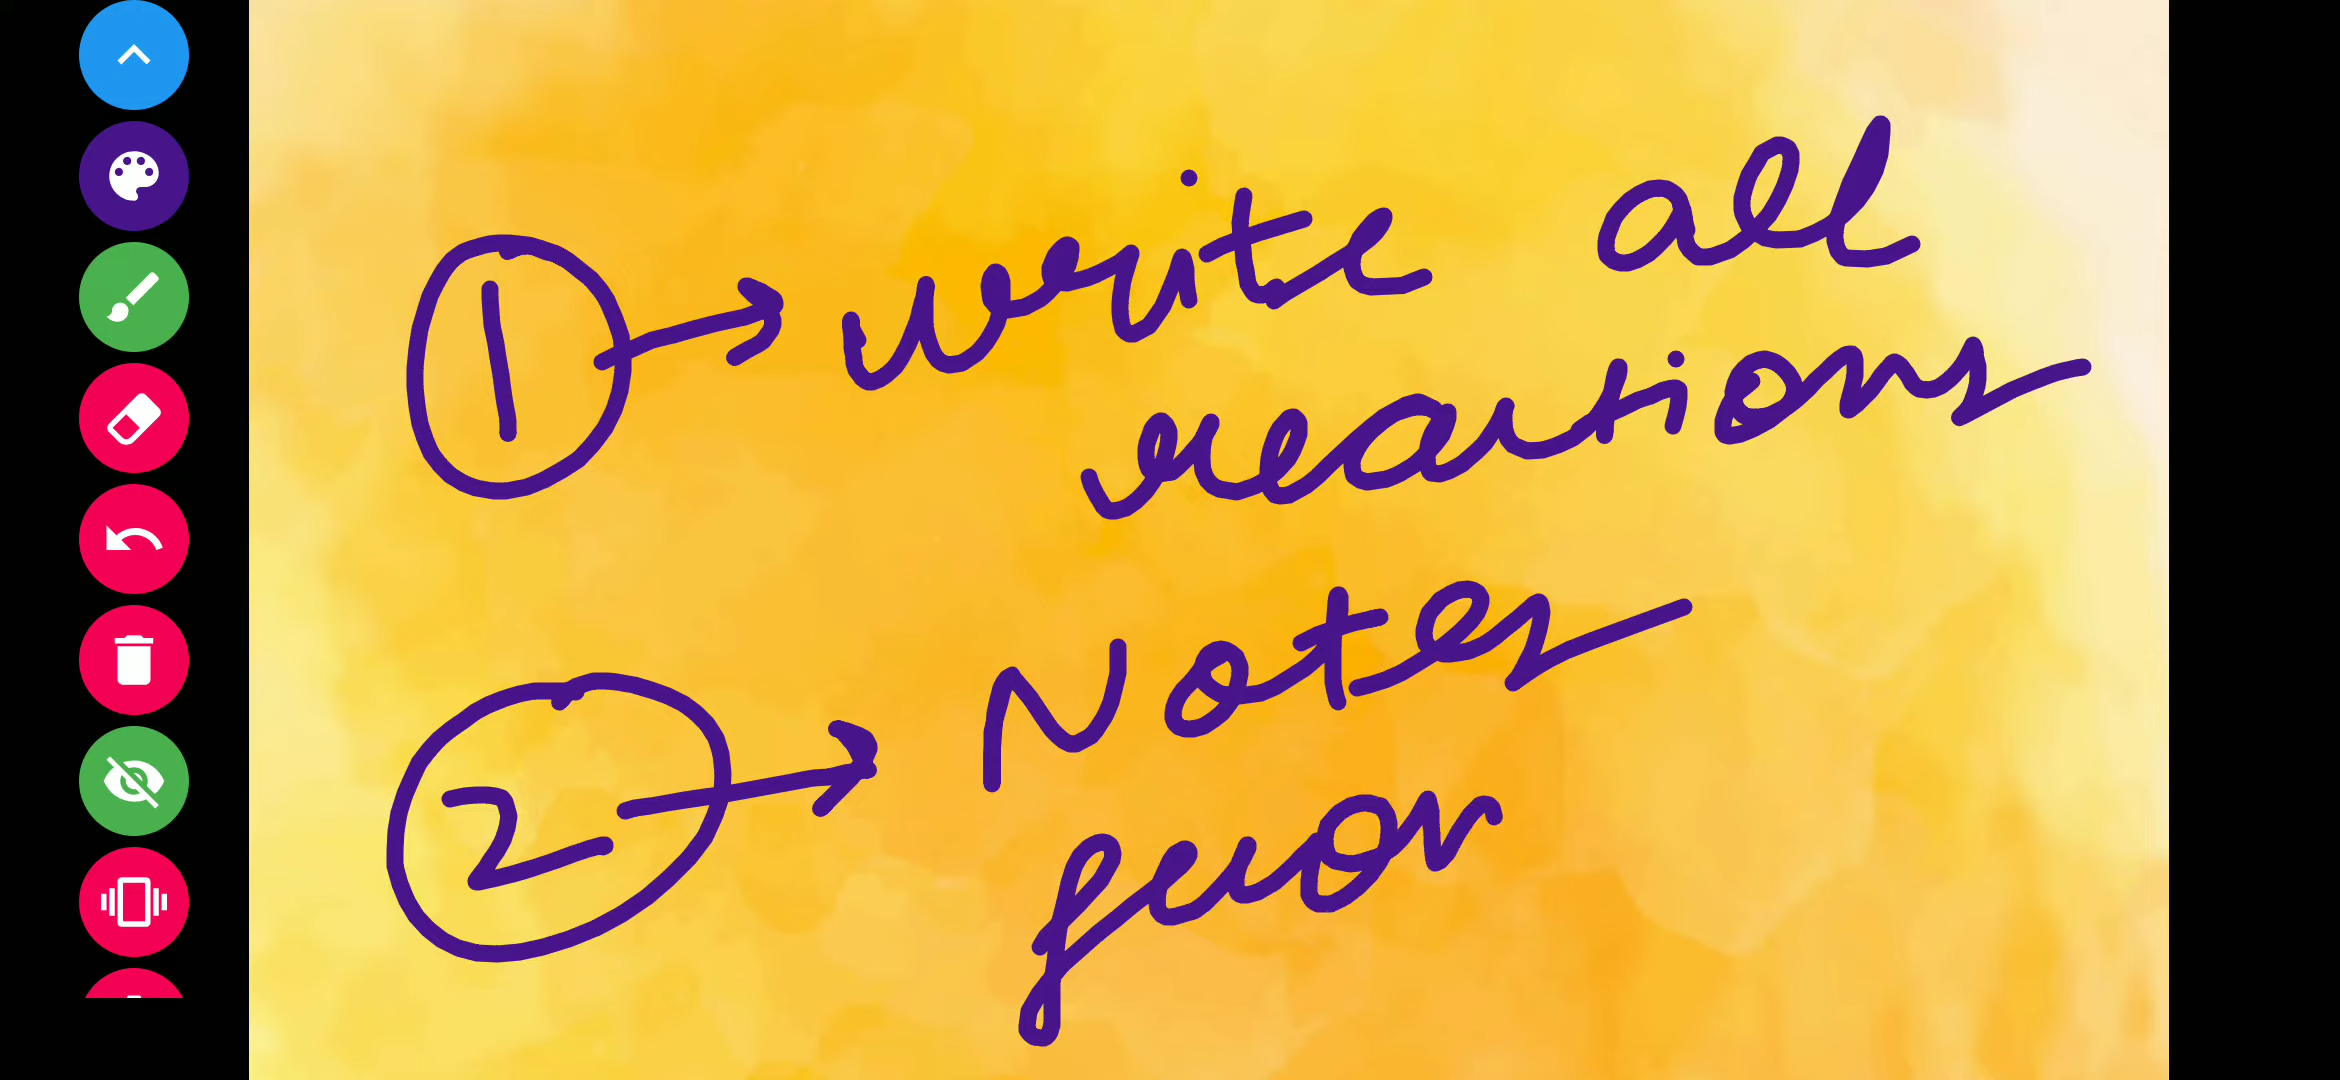 ① → write all
reactions
② → Notes
from